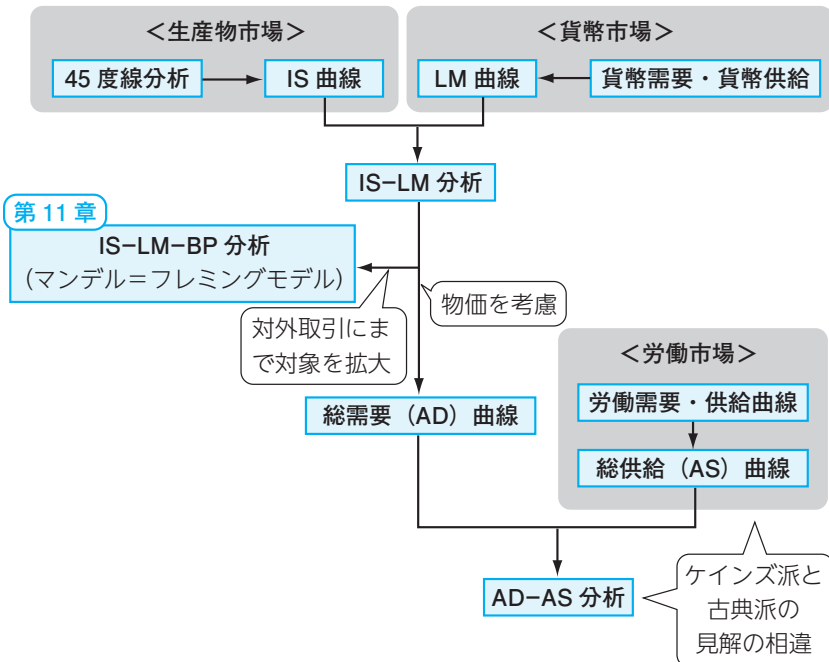 ＜生産物市場＞
45 度線分析
IS 曲線
＜貨幣市場＞
LM 曲線
貨幣需要・貨幣供給
IS−LM 分析
第 11 章
IS−LM−BP 分析
（マンデル＝フレミングモデル）
対外取引にま
で対象を拡大
物価を考慮
総需要（AD）曲線
＜労働市場＞
労働需要・供給曲線
総供給（AS）曲線
AD−AS 分析
ケインズ派と
古典派の
見解の相違